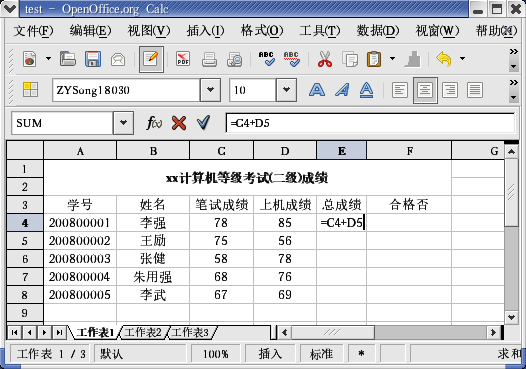 test - OpenOffice.org Calc
文件(F) 编辑(E) 视图(V) 插入(I) 格式(O) 工具(T) 数据(D) 视窗(W) 帮助(
PDF ABC ABC
ZYSong18030 10 A A A
SUM f(x) =C4+D5
A B C D E F G
1 xx计算机等级考试(二级)成绩
2
3 学号 姓名 笔试成绩 上机成绩 总成绩 合格否
4 200800001 李强 78 85 =C4+D5
5 200800002 王励 75 56
6 200800003 张健 58 78
7 200800004 朱用强 68 76
8 200800005 李武 67 69
9
工作表1 工作表2 工作表3
工作表 1 / 3 默认 100% 插入 标准 * 求和